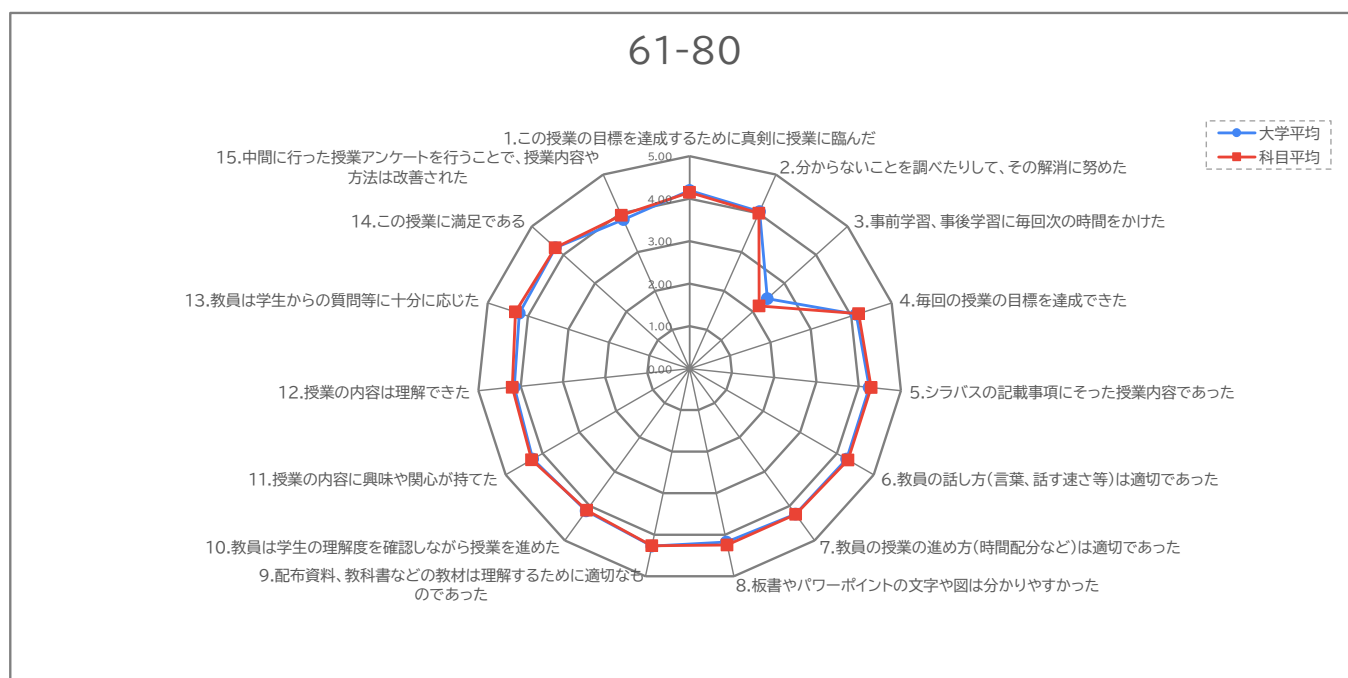 61-80
大学平均
科目平均
1.この授業の目標を達成するために真剣に授業に臨んだ
2.分からないことを調べたりして、その解消に努めた
3.事前学習、事後学習に毎回次の時間をかけた
4.毎回の授業の目標を達成できた
5.シラバスの記載事項にそった授業内容であった
6.教員の話し方(言葉、話す速さ等)は適切であった
7.教員の授業の進め方(時間配分など)は適切であった
8.板書やパワーポイントの文字や図は分かりやすかった
9.配布資料、教科書などの教材は理解するために適切なも
のであった
10.教員は学生の理解度を確認しながら授業を進めた
11.授業の内容に興味や関心が持てた
12.授業の内容は理解できた
13.教員は学生からの質問等に十分に応じた
14.この授業に満足である
15.中間に行った授業アンケートを行うことで、授業内容や
方法は改善された
5.00
4.00
3.00
2.00
1.00
0.00